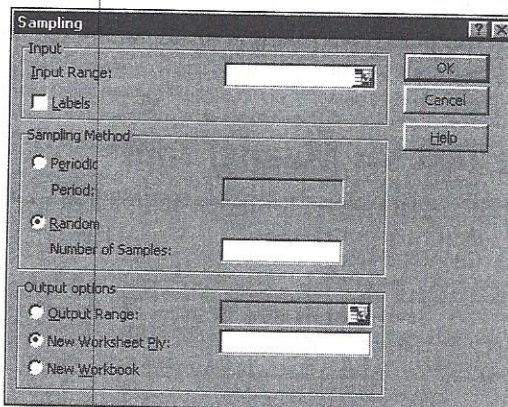 Sampling
Input
Input Range:
Labels
OK
Cancel
Help
Sampling Method
Periodic
Period:
Random
Number of Samples:
Output options
Output Range:
New Worksheet Ply:
New Workbook